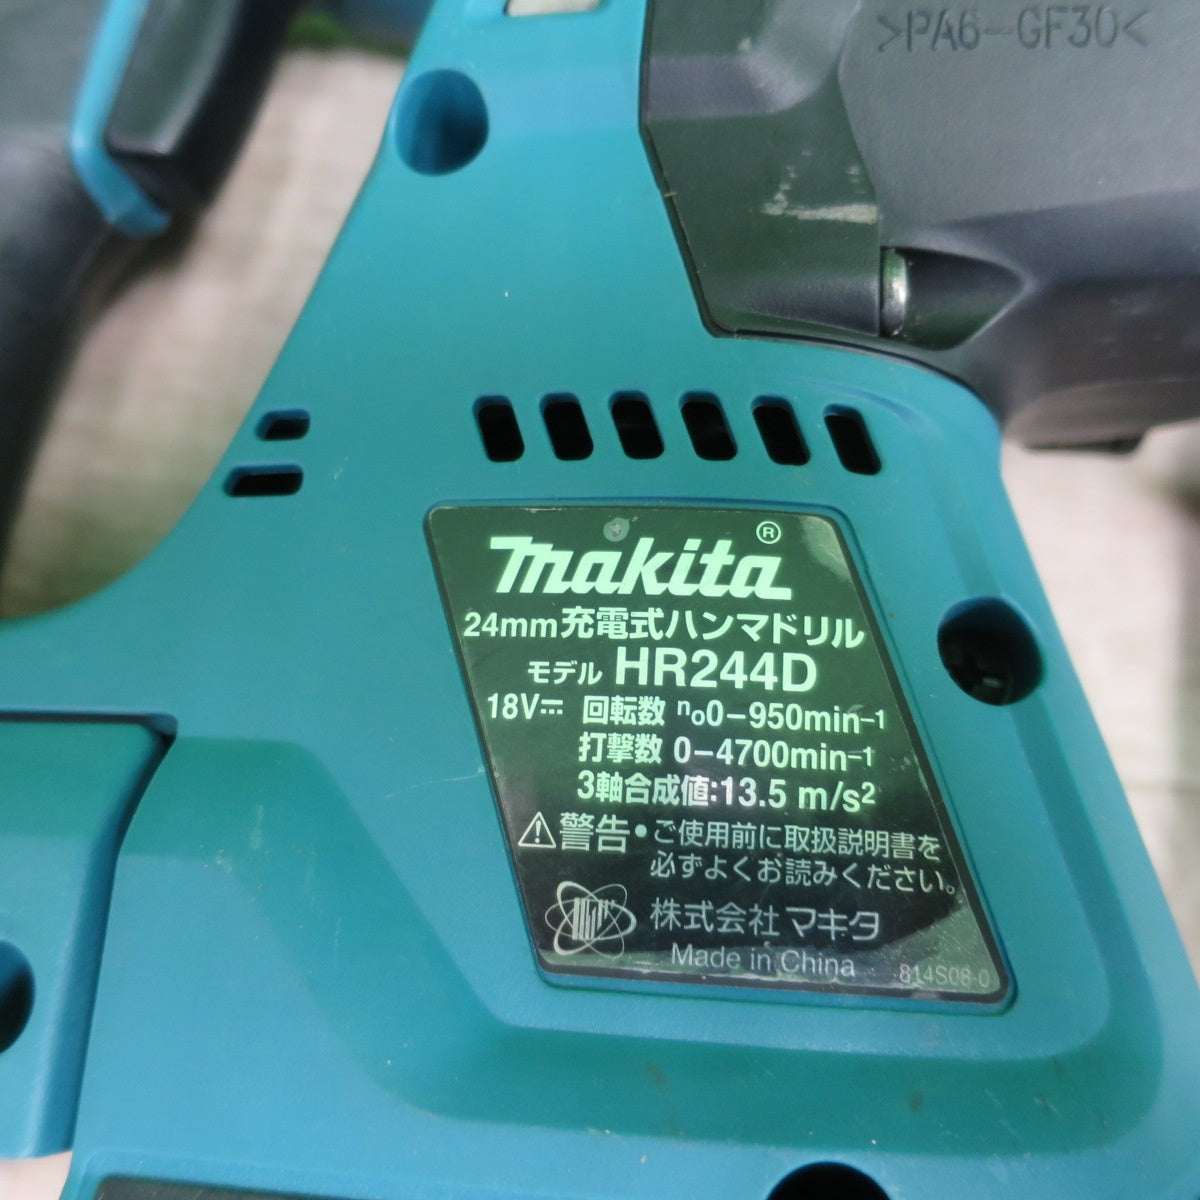 >PA6-GF30<
makita®
24mm充電式ハンマドリル
モデル HR244D
18V⎓ 回転数 n₀0-950min-1
打撃数 0-4700min-1
3軸合成値:13.5 m/s2
⚠警告・ご使用前に取扱説明書を
必ずよくお読みください。
株式会社マキタ
Made in China 814S08-0